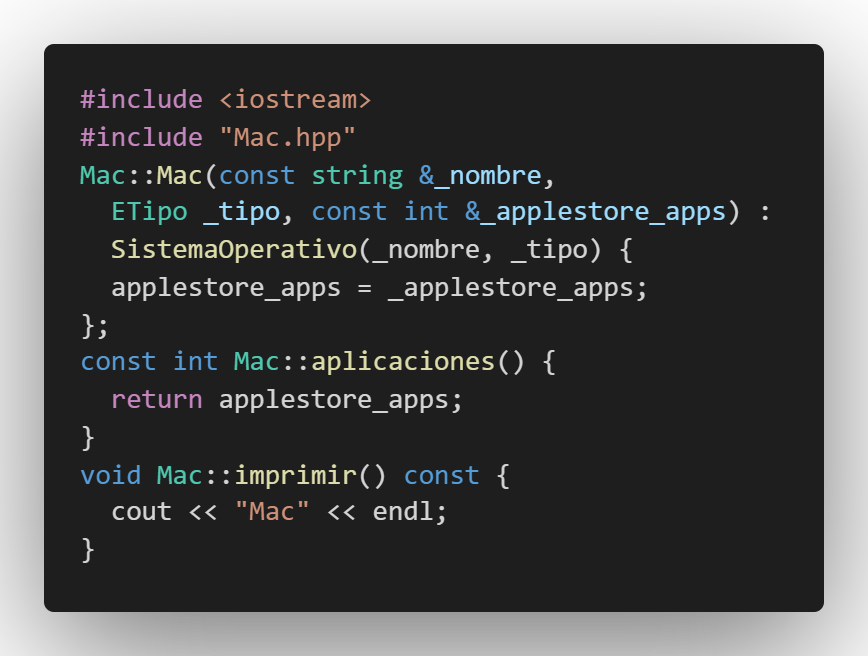 #include <iostream>
#include "Mac.hpp"
Mac::Mac(const string &_nombre,
  ETipo _tipo, const int &_applestore_apps) :
  SistemaOperativo(_nombre, _tipo) {
  applestore_apps = _applestore_apps;
};
const int Mac::aplicaciones() {
  return applestore_apps;
}
void Mac::imprimir() const {
  cout << "Mac" << endl;
}